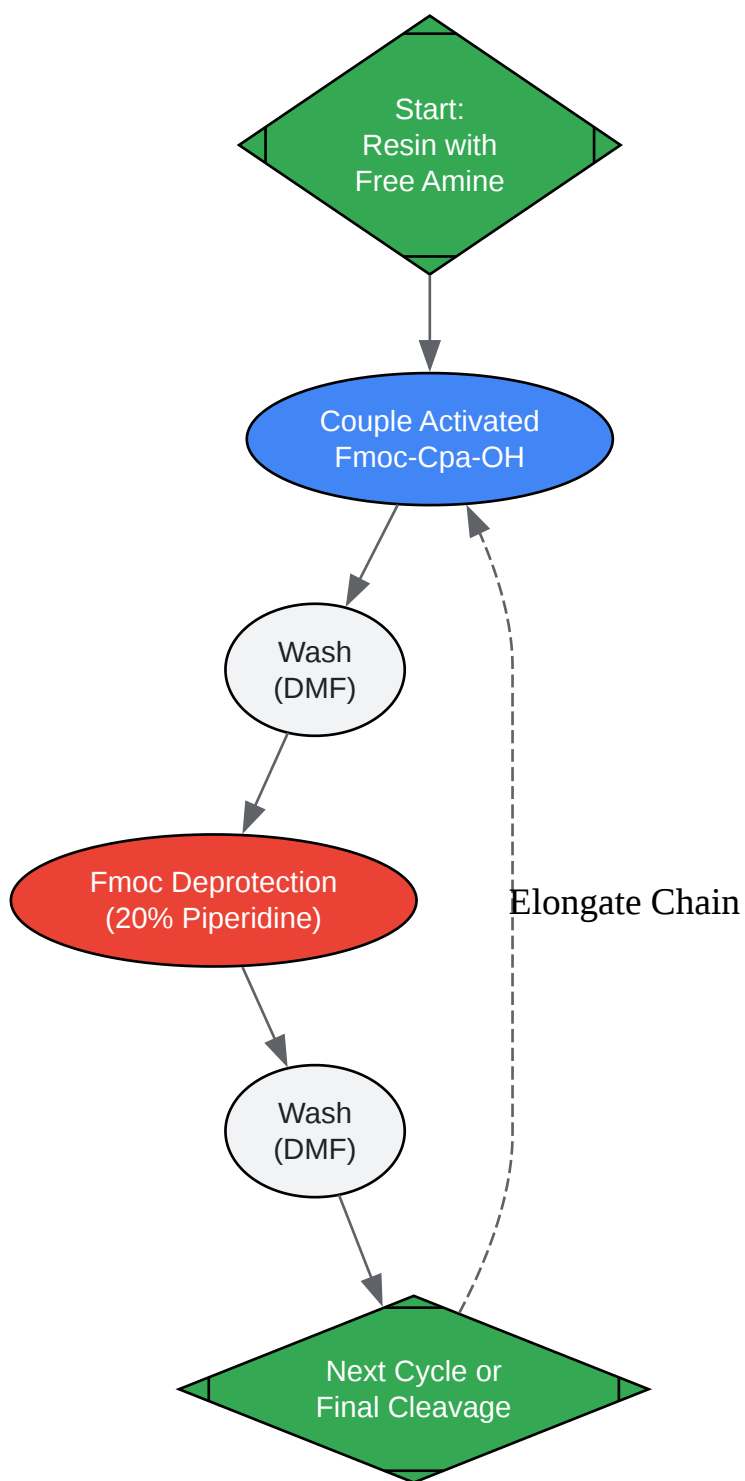 Start:
Resin with
Free Amine
Couple Activated
Fmoc-Cpa-OH
Wash
(DMF)
Fmoc Deprotection
(20% Piperidine)
Elongate Chain
Wash
(DMF)
Next Cycle or
Final Cleavage